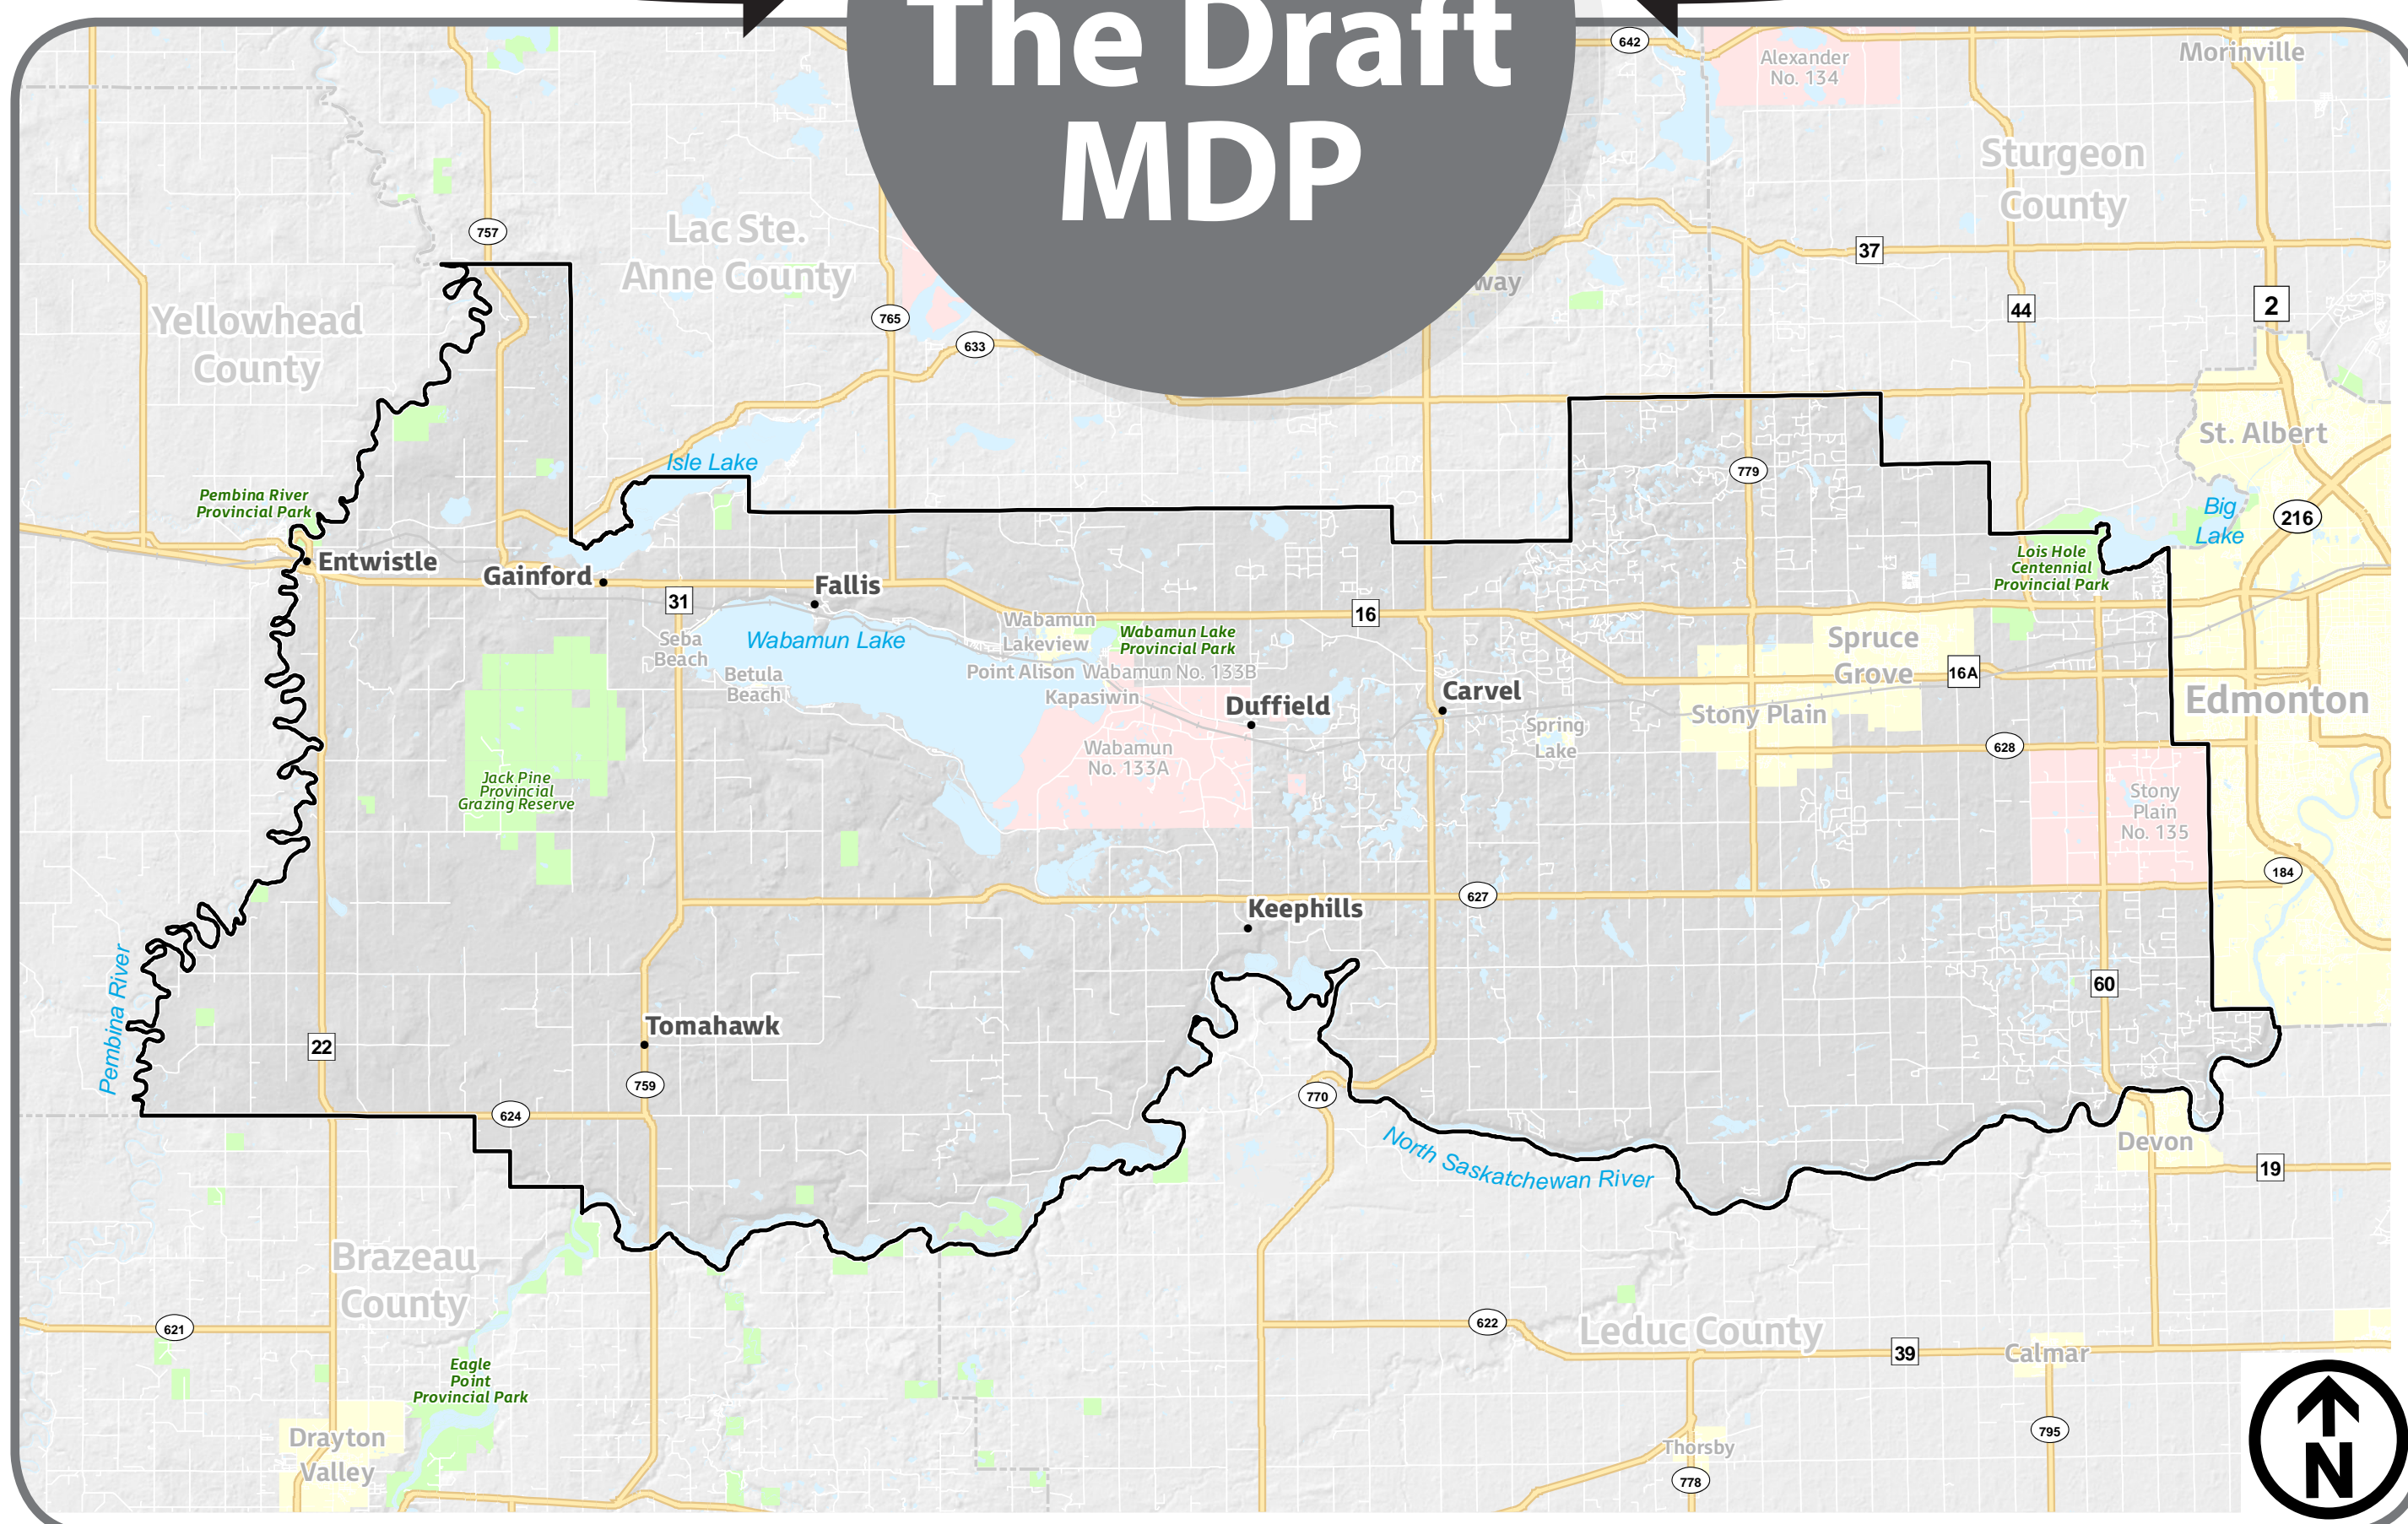 The Draft
MDP
642
Alexander
No. 134
Morinville
Sturgeon
County
757
Lac Ste.
Anne County
37
way
44
2
Yellowhead
County
765
633
St. Albert
Isle Lake
779
Pembina River
Provincial Park
Big
Lake
216
Lois Hole
Centennial
Provincial Park
Entwistle
Gainford
Fallis
31
16
Wabamun
Lakeview
Wabamun Lake
Provincial Park
Seba
Beach
Wabamun Lake
Spruce
Grove
16A
Betula
Beach
Point Alison
Wabamun No. 133B
Kapasiwin
Duffield
Carvel
Edmonton
Stony Plain
Spring
Lake
Wabamun
No. 133A
628
Jack Pine
Provincial
Grazing Reserve
Stony
Plain
No. 135
184
627
Keephills
Pembina River
60
22
Tomahawk
759
770
624
North Saskatchewan River
Devon
19
Brazeau
County
621
622
Leduc County
39
Calmar
Eagle
Point
Provincial Park
Drayton
Valley
Thorsby
778
795
N